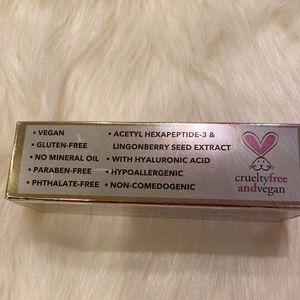 • VEGAN
• GLUTEN-FREE
• NO MINERAL OIL
• PARABEN-FREE
• PHTHALATE-FREE
• ACETYL HEXAPEPTIDE-3 &
LINGONBERRY SEED EXTRACT
• WITH HYALURONIC ACID
• HYPOALLERGENIC
• NON-COMEDOGENIC
crueltyfree
andvegan